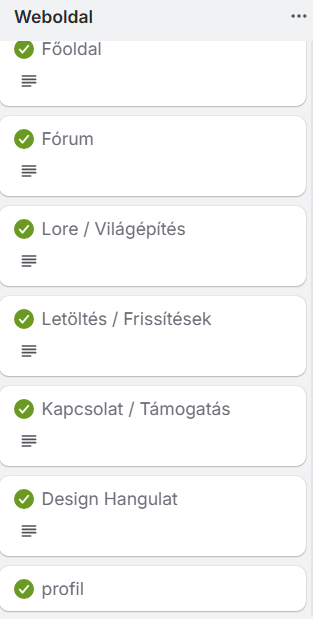 Weboldal
Főoldal
Fórum
Lore / Világépítés
Letöltés / Frissítések
Kapcsolat / Támogatás
Design Hangulat
profil